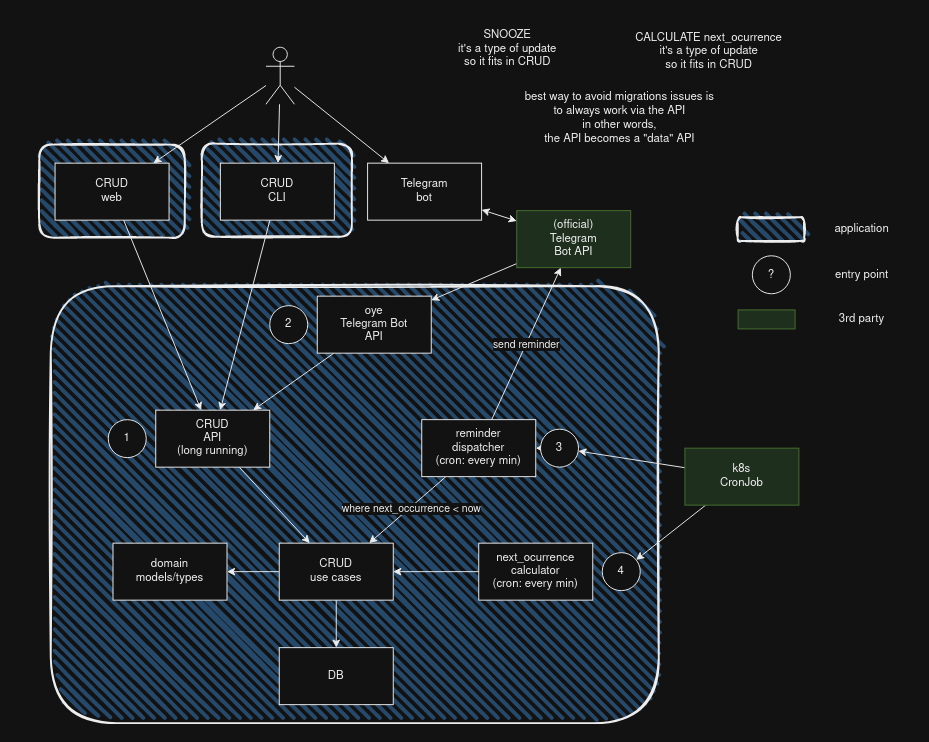 SNOOZE
it's a type of update
so it fits in CRUD
CALCULATE next_ocurrence
it's a type of update
so it fits in CRUD
best way to avoid migrations issues is
to always work via the API
in other words,
the API becomes a "data" API
CRUD
web
CRUD
CLI
Telegram
bot
(official)
Telegram
Bot API
application
?
entry point
3rd party
2
oye
Telegram Bot
API
send reminder
1
CRUD
API
(long running)
reminder
dispatcher
(cron: every min)
3
k8s
CronJob
where next_occurrence < now
domain
models/types
CRUD
use cases
next_ocurrence
calculator
(cron: every min)
4
DB